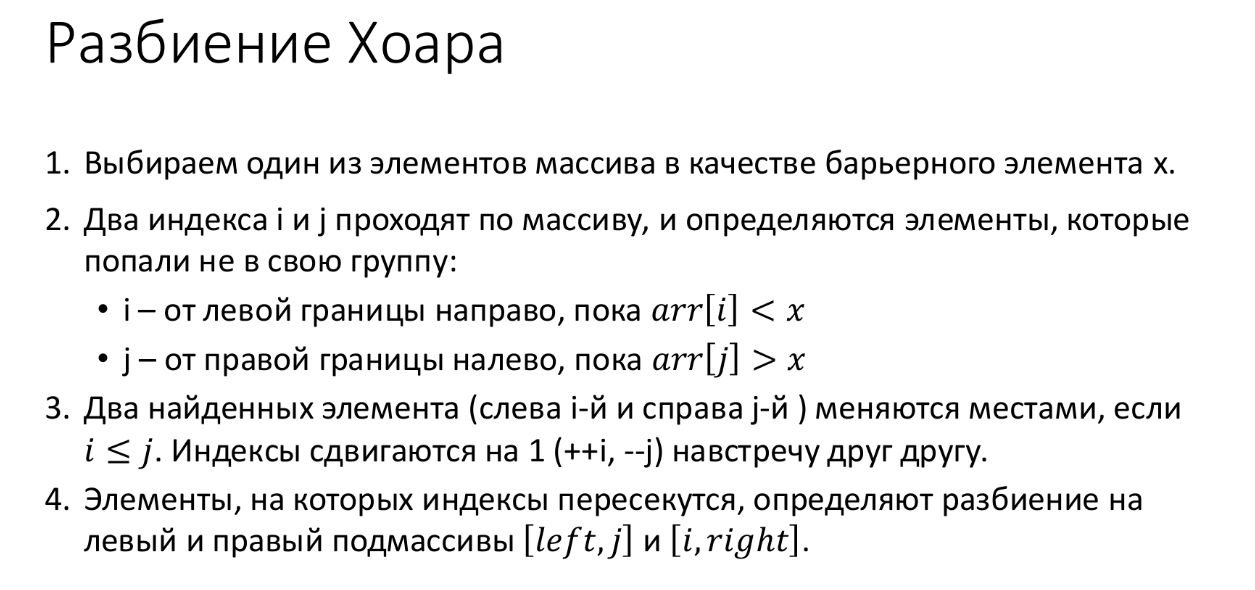 Разбиение Хоара
1. Выбираем один из элементов массива в качестве барьерного элемента x.
2. Два индекса i и j проходят по массиву, и определяются элементы, которые
попали не в свою группу:
• i – от левой границы направо, пока arr[i] < x
• j – от правой границы налево, пока arr[j] > x
3. Два найденных элемента (слева i-й и справа j-й ) меняются местами, если
i ≤ j. Индексы сдвигаются на 1 (++i, --j) навстречу друг другу.
4. Элементы, на которых индексы пересекутся, определяют разбиение на
левый и правый подмассивы [left, j] и [i, right].